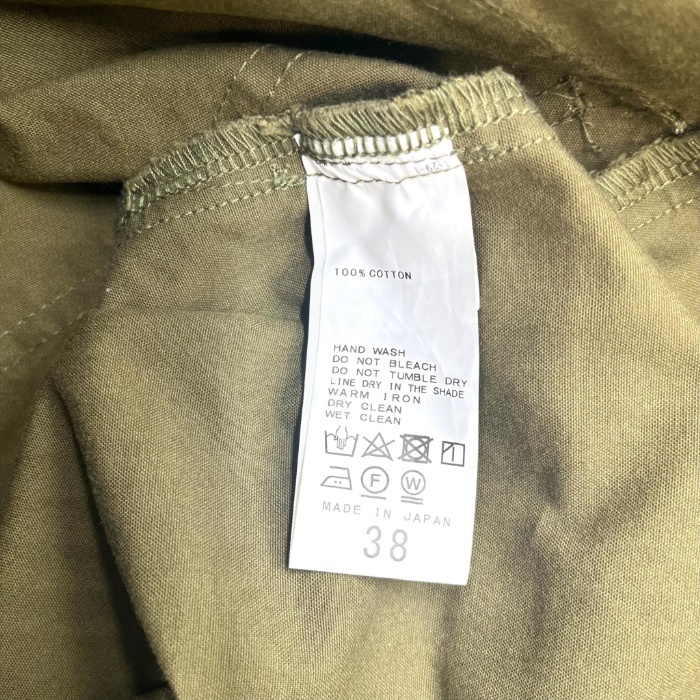 100% COTTON
HAND WASH
DO NOT BLEACH
DO NOT TUMBLE DRY
LINE DRY IN THE SHADE
WARM IRON
DRY CLEAN
WET CLEAN
F W
MADE IN JAPAN
38